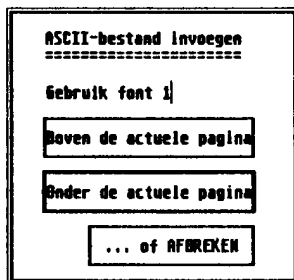 ASCII-bestand invoegen
======================
Gebruik font 1
Boven de actuele pagina
Onder de actuele pagina
... of AFBREKEN